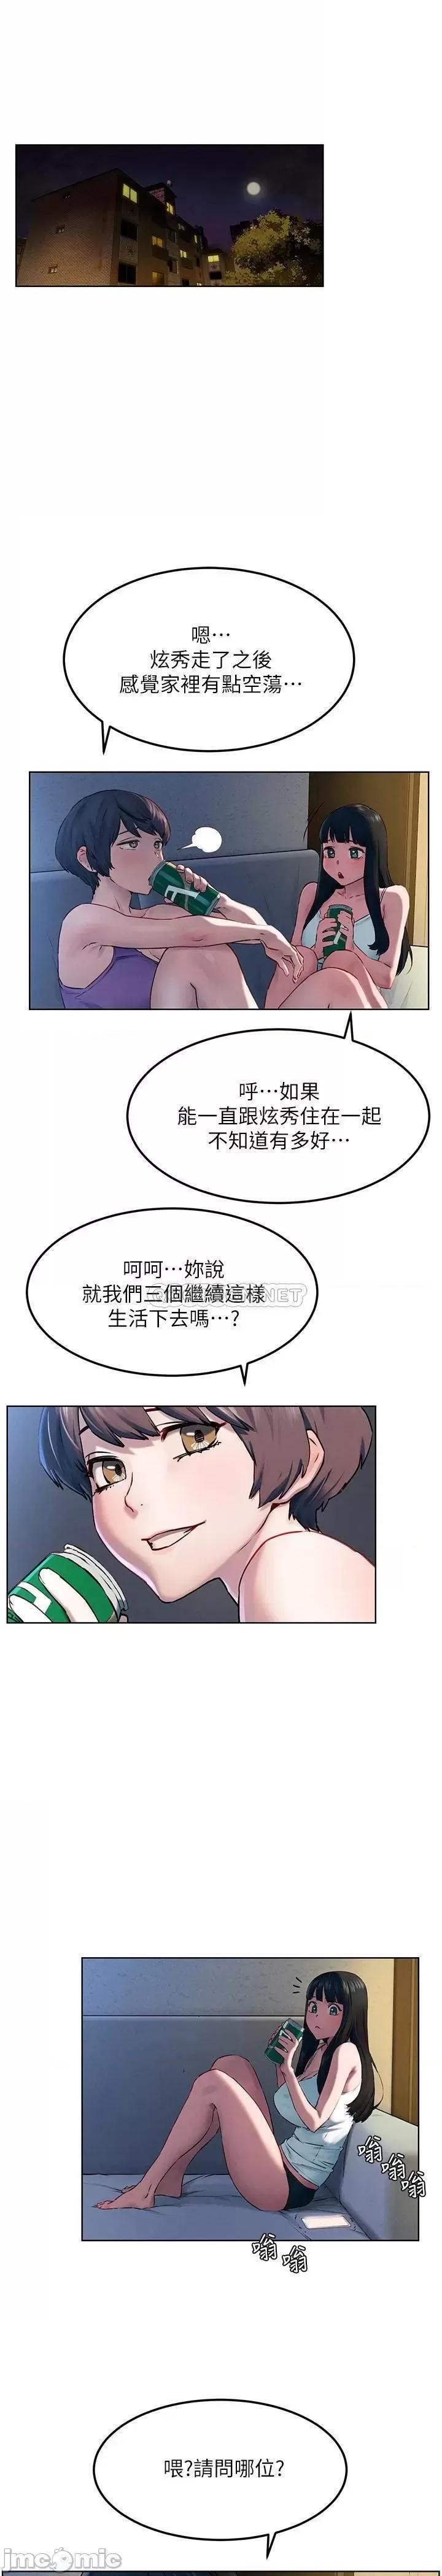 嗯…
炫秀走了之後
感覺家裡有點空蕩…
呼…如果
能一直跟炫秀住在一起
不知道有多好…
呵呵…妳說
就我們三個繼續這樣
生活下去嗎…?
嗡
嗡
嗡
嗡
嗡
喂?請問哪位?
jmcomic